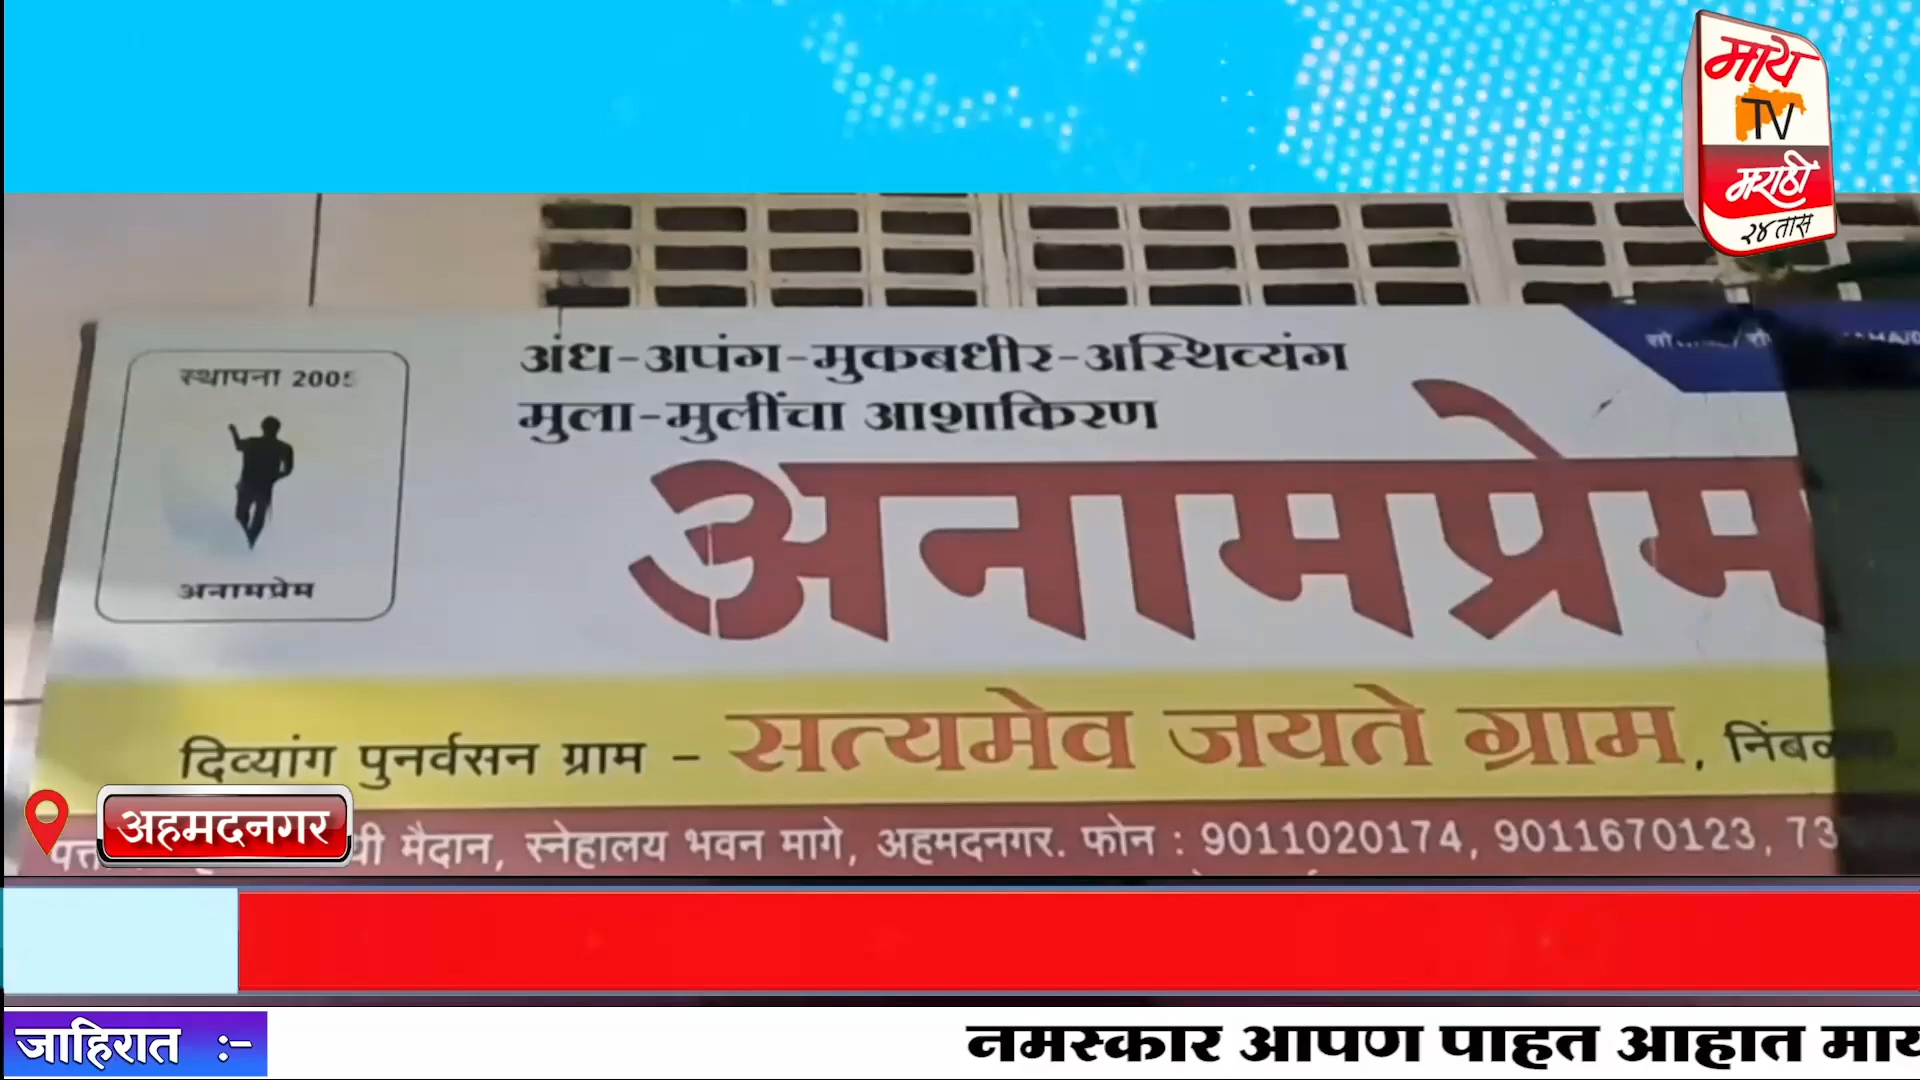 माय
TV
मराठी
२४ तास
स्थापना 2005
अनामप्रेम
अंध-अपंग-मुकबधीर-अस्थिव्यंग
मुला-मुलींचा आशाकिरण
अनामप्रेम
दिव्यांग पुनर्वसन ग्राम - सत्यमेव जयते ग्राम,
अहमदनगर
मैदान, स्नेहालय भवन मागे, अहमदनगर. फोन : 9011020174, 9011670123, 73
जाहिरात :-
नमस्कार आपण पाहत आहात माय